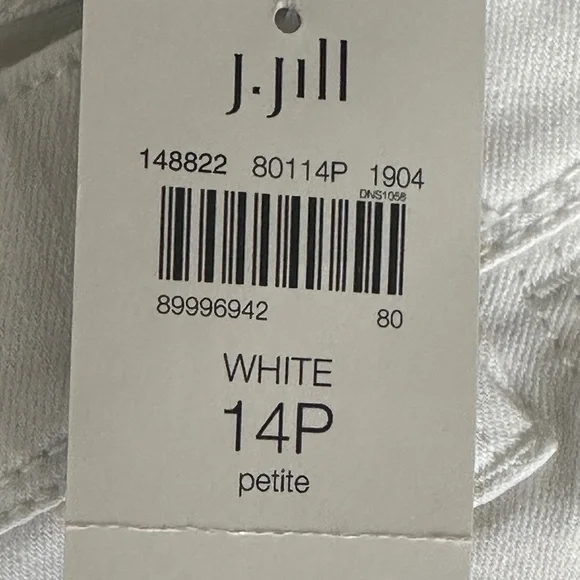 J.Jill
148822 80114P 1904
DNS1058
89996942 80
WHITE
14P
petite